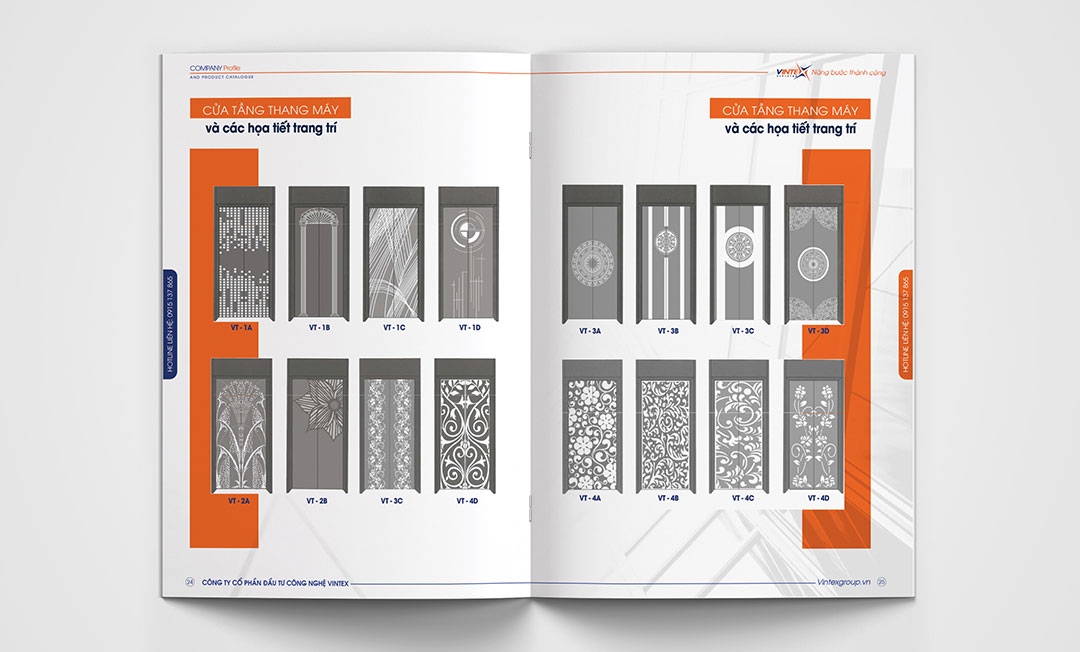 COMPANY Profile
AND PRODUCT CATALOGUE
CỬA TẦNG THANG MÁY
và các họa tiết trang trí
HOTLINE LIÊN HỆ: 0915 137 865
VT - 1A
VT - 1B
VT - 1C
VT - 1D
VT - 2A
VT - 2B
VT - 3C
VT - 4D
24
CÔNG TY CỔ PHẦN ĐẦU TƯ CÔNG NGHỆ VINTEX
VINTEX
Nâng bước thành công
CỬA TẦNG THANG MÁY
và các họa tiết trang trí
VT - 3A
VT - 3B
VT - 3C
VT - 3D
VT - 4A
VT - 4B
VT - 4C
VT - 4D
HOTLINE LIÊN HỆ: 0915 137 865
Vintexgroup.vn
25